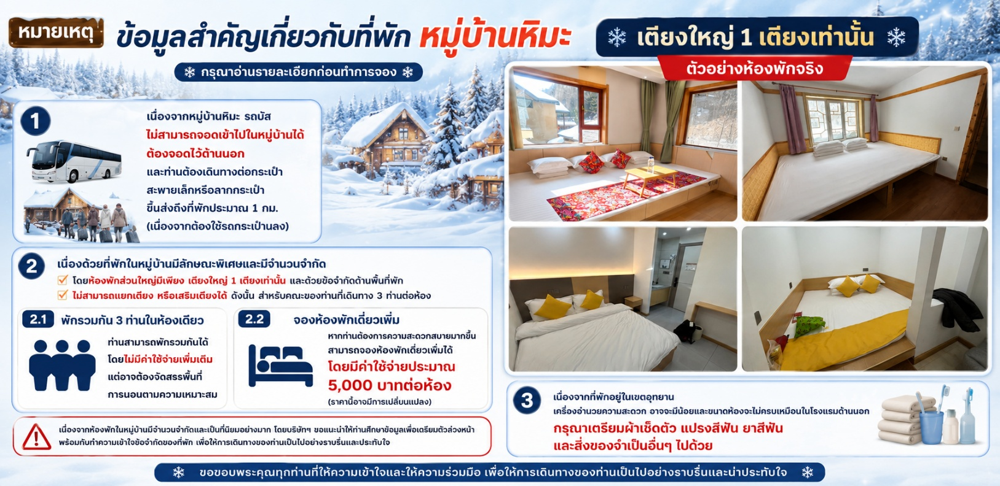 หมายเหตุ
ข้อมูลสำคัญเกี่ยวกับที่พัก หมู่บ้านหิมะ
กรุณาอ่านรายละเอียดก่อนทำการจอง
เตียงใหญ่ 1 เตียงเท่านั้น
ตัวอย่างห้องพักจริง
1
เนื่องจากหมู่บ้านหิมะ รถบัส
ไม่สามารถจอดเข้าไปในหมู่บ้านได้
ต้องจอดไว้ด้านนอก
และท่านต้องเดินทางต่อกระเป๋า
สะพายเล็กหรือลากกระเป๋า
ขึ้นส่งถึงที่พักประมาณ 1 กม.
(เนื่องจากต้องใช้รถกระเป๋านลง)
2
เนื่องด้วยที่พักในหมู่บ้านมีลักษณะพิเศษและมีจำนวนจำกัด
โดยห้องพักส่วนใหญ่มีเพียง เตียงใหญ่ 1 เตียงเท่านั้น และด้วยข้อจำกัดด้านพื้นที่พัก
ไม่สามารถแยกเตียง หรือเสริมเตียงได้ ดังนั้น สำหรับคณะของท่านที่เดินทาง 3 ท่านต่อห้อง
2.1 พักรวมกัน 3 ท่านในห้องเดียว
ท่านสามารถพักรวมกันได้
โดยไม่มีค่าใช้จ่ายเพิ่มเติม
แต่อาจต้องจัดสรรพื้นที่
การนอนตามความเหมาะสม
2.2 จองห้องพักเดี่ยวเพิ่ม
หากท่านต้องการความสะดวกสบายมากขึ้น
สามารถจองห้องพักเดี่ยวเพิ่มได้
โดยมีค่าใช้จ่ายประมาณ
5,000 บาทต่อห้อง
(ราคานี้อาจมีการเปลี่ยนแปลง)
เนื่องจากห้องพักในหมู่บ้านมีจำนวนจำกัดและเป็นที่นิยมอย่างมาก โดยบริษัทฯ ขอแนะนำให้ท่านศึกษาข้อมูลเพื่อเตรียมตัวล่วงหน้า
พร้อมกับทำความเข้าใจข้อจำกัดของที่พัก เพื่อให้การเดินทางของท่านเป็นไปอย่างราบรื่นและประทับใจ
3
เนื่องจากที่พักอยู่ในเขตอุทยาน
เครื่องอำนวยความสะดวก อาจจะมีน้อยและขนาดห้องจะไม่ครบเหมือนในโรงแรมด้านนอก
กรุณาเตรียมผ้าเช็ดตัว แปรงสีฟัน ยาสีฟัน
และสิ่งของจำเป็นอื่นๆ ไปด้วย
ขอขอบพระคุณทุกท่านที่ให้ความเข้าใจและให้ความร่วมมือ เพื่อให้การเดินทางของท่านเป็นไปอย่างราบรื่นและน่าประทับใจ